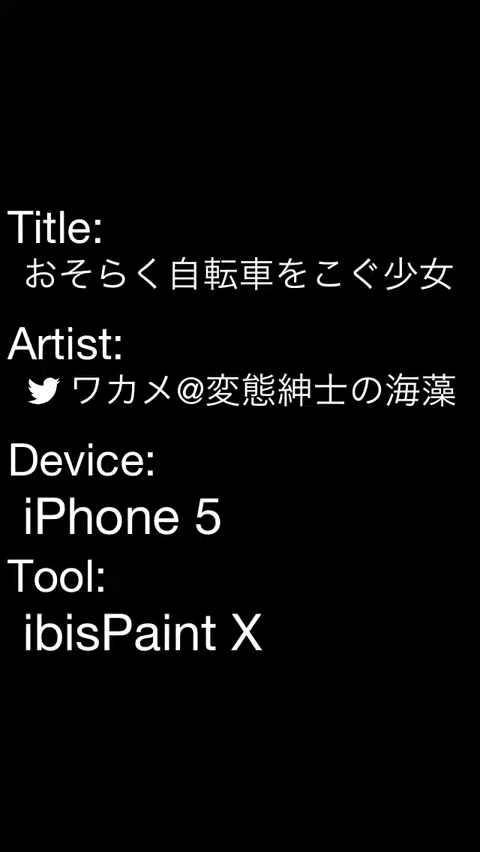 Title:
おそらく自転車をこぐ少女
Artist:
ワカメ@変態紳士の海藻
Device:
iPhone 5
Tool:
ibisPaint X